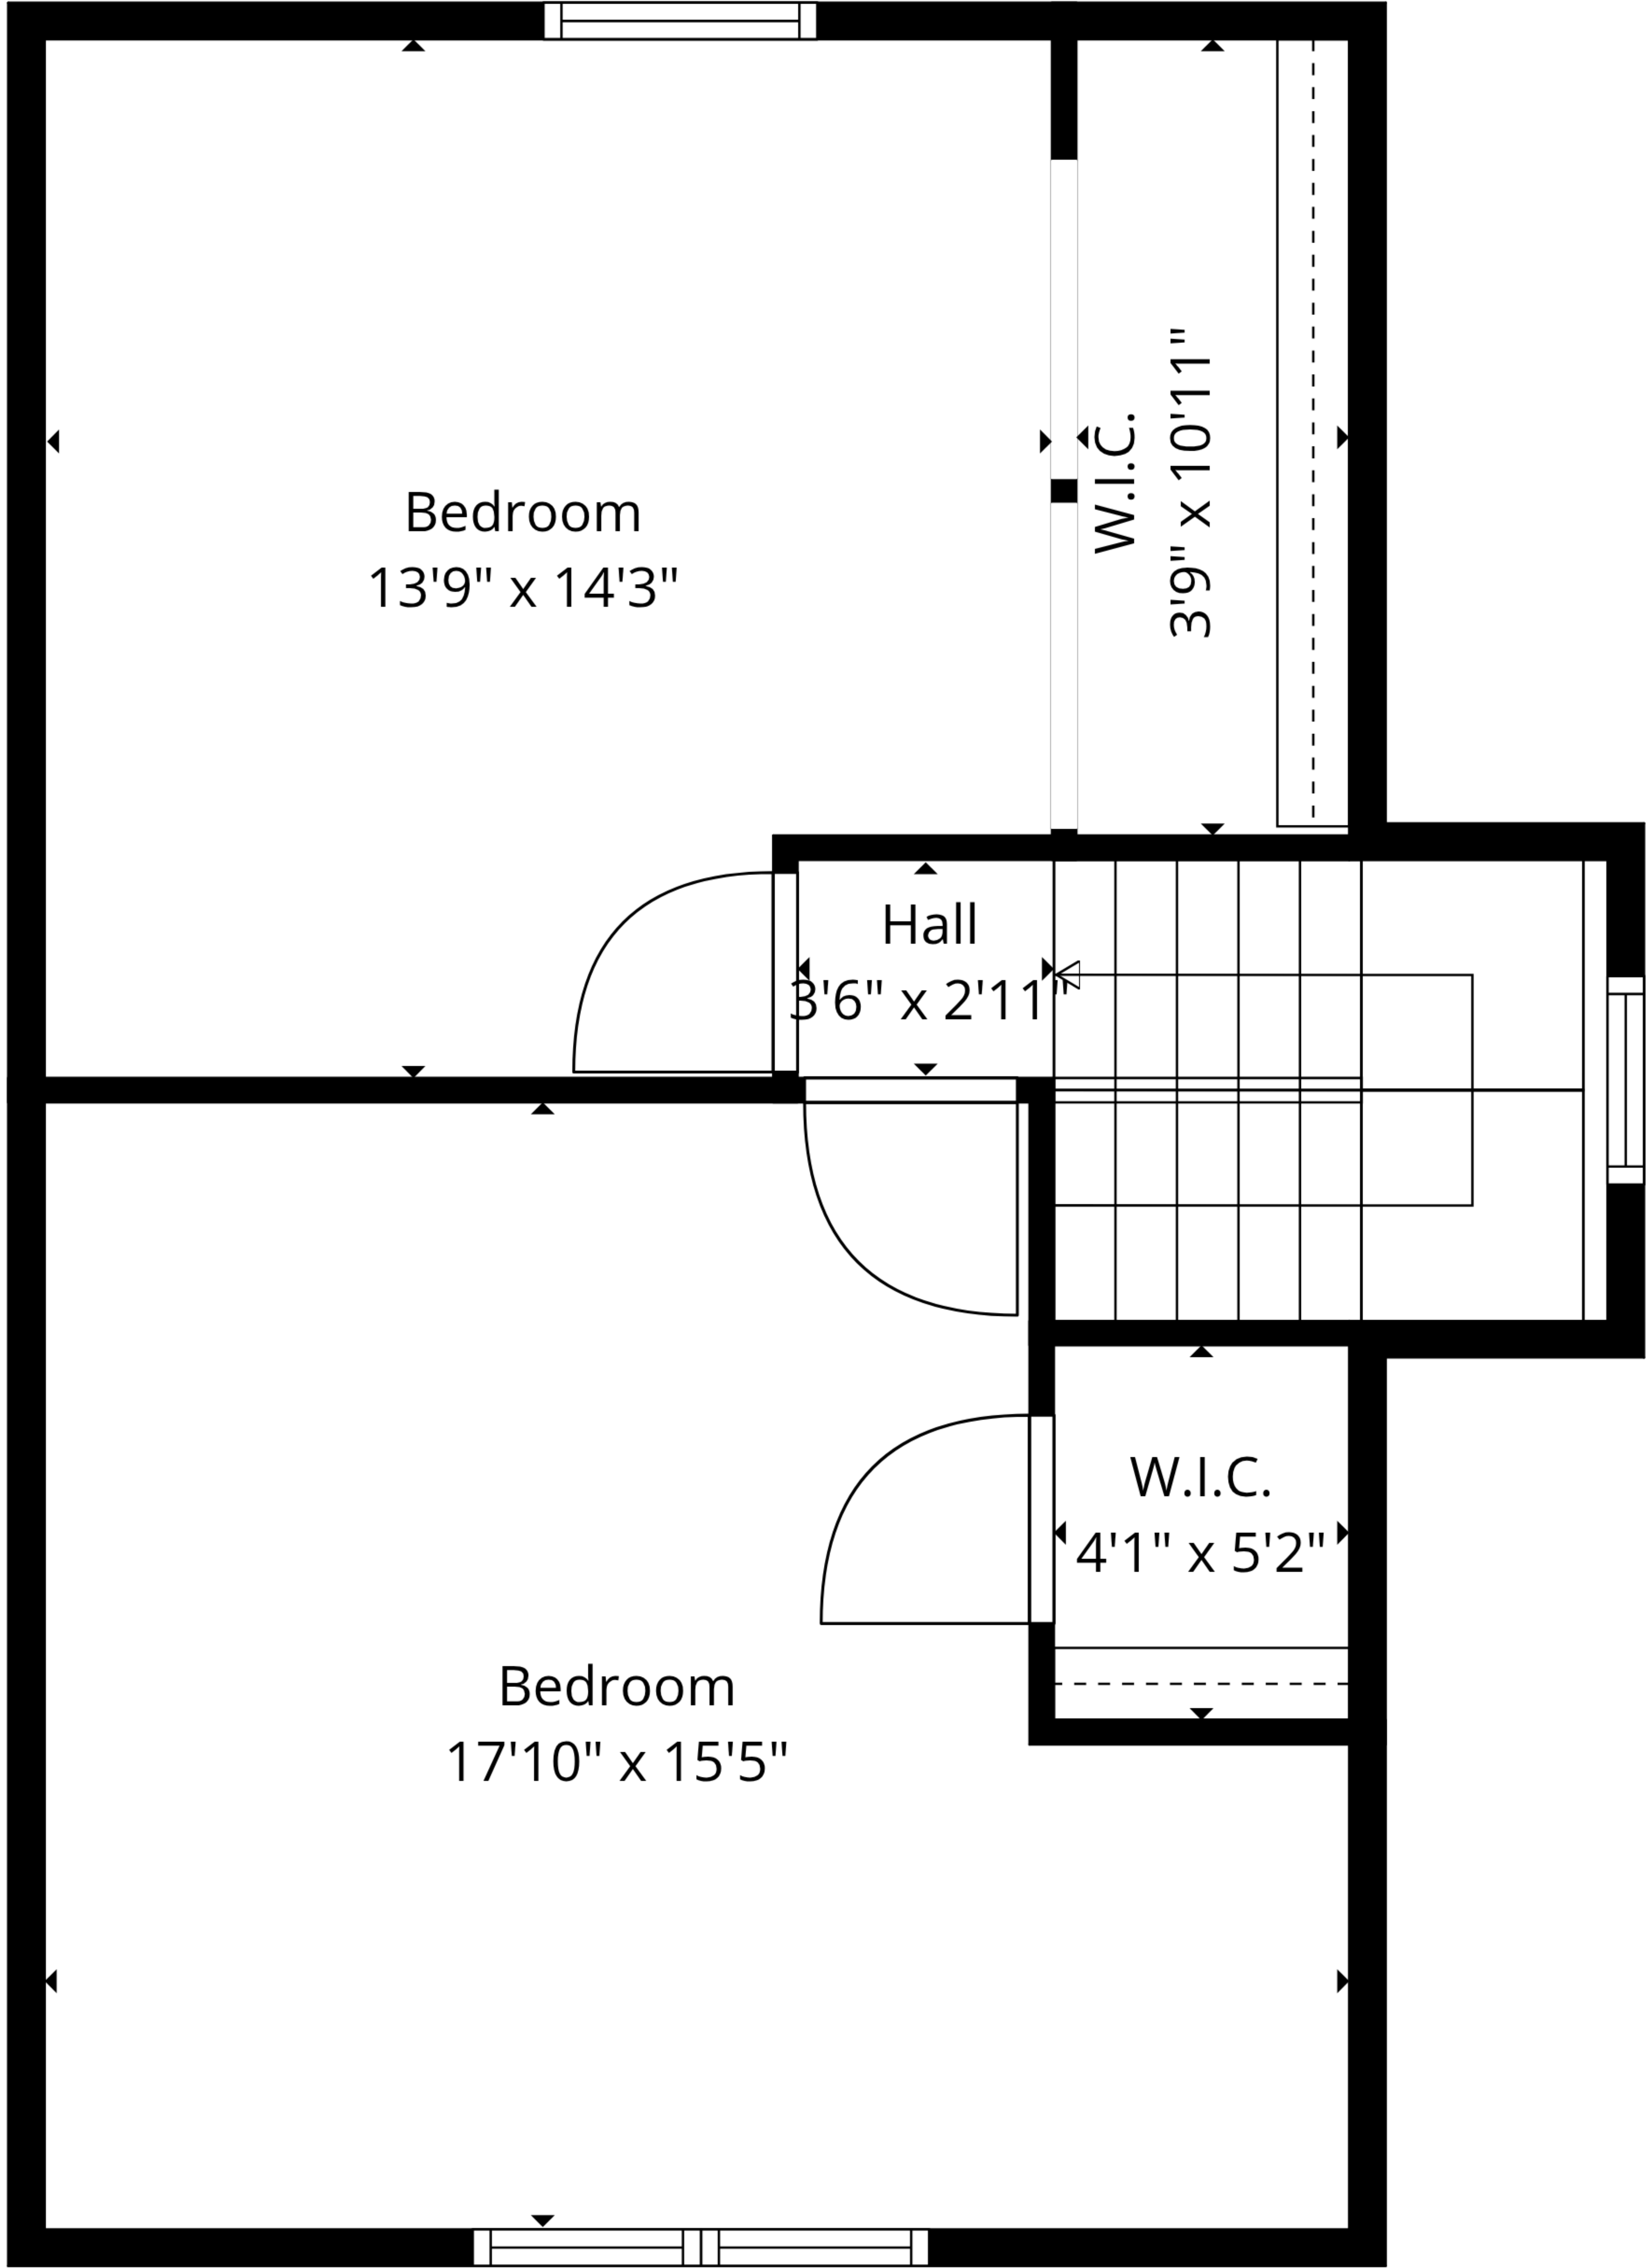 Bedroom
13'9" x 14'3"
W.I.C.
3'9" x 10'11"
Hall
3'6" x 2'11"
W.I.C.
4'1" x 5'2"
Bedroom
17'10" x 15'5"